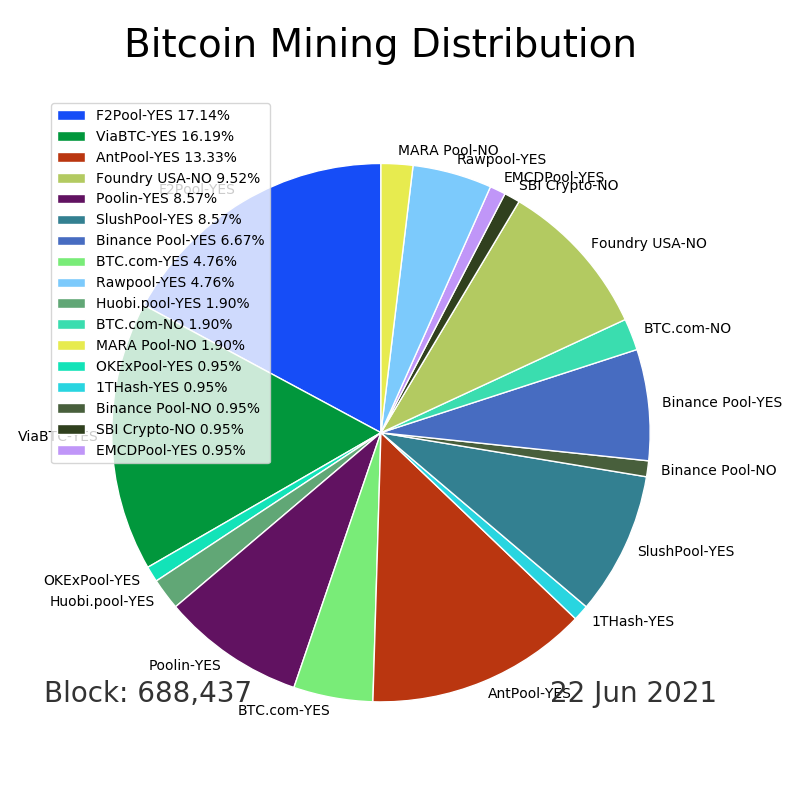 Bitcoin Mining Distribution
F2Pool-YES 17.14%
ViaBTC-YES 16.19%
AntPool-YES 13.33%
Foundry USA-NO 9.52%
Poolin-YES 8.57%
SlushPool-YES 8.57%
Binance Pool-YES 6.67%
BTC.com-YES 4.76%
Rawpool-YES 4.76%
Huobi.pool-YES 1.90%
BTC.com-NO 1.90%
MARA Pool-NO 1.90%
OKExPool-YES 0.95%
1THash-YES 0.95%
Binance Pool-NO 0.95%
SBI Crypto-NO 0.95%
EMCDPool-YES 0.95%
MARA Pool-NO
Rawpool-YES
EMCDPool-YES
SBI Crypto-NO
F2Pool-YES
Foundry USA-NO
BTC.com-NO
Binance Pool-YES
ViaBTC-YES
Binance Pool-NO
SlushPool-YES
OKExPool-YES
Huobi.pool-YES
1THash-YES
Poolin-YES
AntPool-YES
BTC.com-YES
Block: 688,437
22 Jun 2021